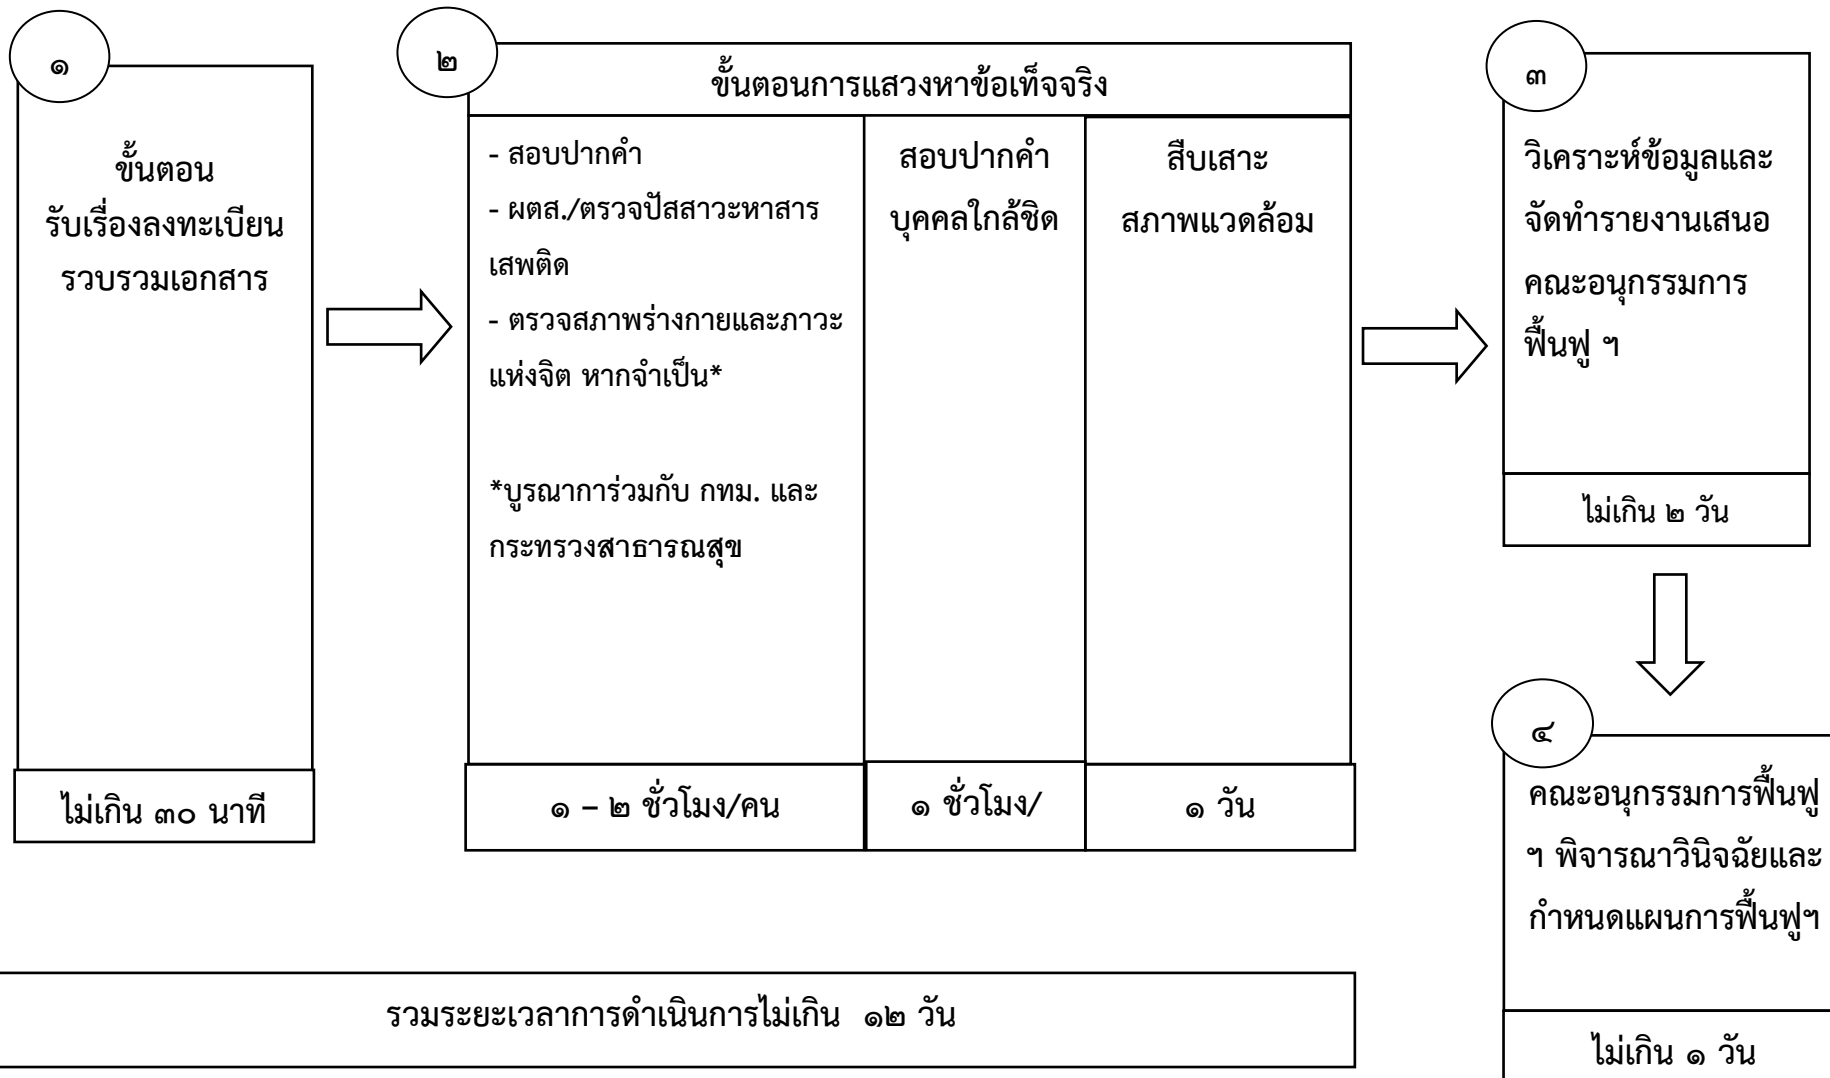 ๑
ขั้นตอน
รับเรื่องลงทะเบียน
รวบรวมเอกสาร
ไม่เกิน ๓๐ นาที
๒
ขั้นตอนการแสวงหาข้อเท็จจริง
- สอบปากคำ
- ผตส./ตรวจปัสสาวะหาสาร
เสพติด
- ตรวจสภาพร่างกายและภาวะ
แห่งจิต หากจำเป็น*
*บูรณาการ่วมกับ กทม. และ
กระทรวงสาธารณสุข
๑ – ๒ ชั่วโมง/คน
สอบปากคำ
บุคคลใกล้ชิด
๑ ชั่วโมง/
สืบเสาะ
สภาพแวดล้อม
๑ วัน
๓
วิเคราะห์ข้อมูลและ
จัดทำรายงานเสนอ
คณะอนุกรรมการ
ฟื้นฟู ฯ
ไม่เกิน ๒ วัน
๔
คณะอนุกรรมการฟื้นฟู
ฯ พิจารณาวินิจฉัยและ
กำหนดแผนการฟื้นฟูฯ
ไม่เกิน ๑ วัน
รวมระยะเวลาการดำเนินการไม่เกิน ๑๒ วัน